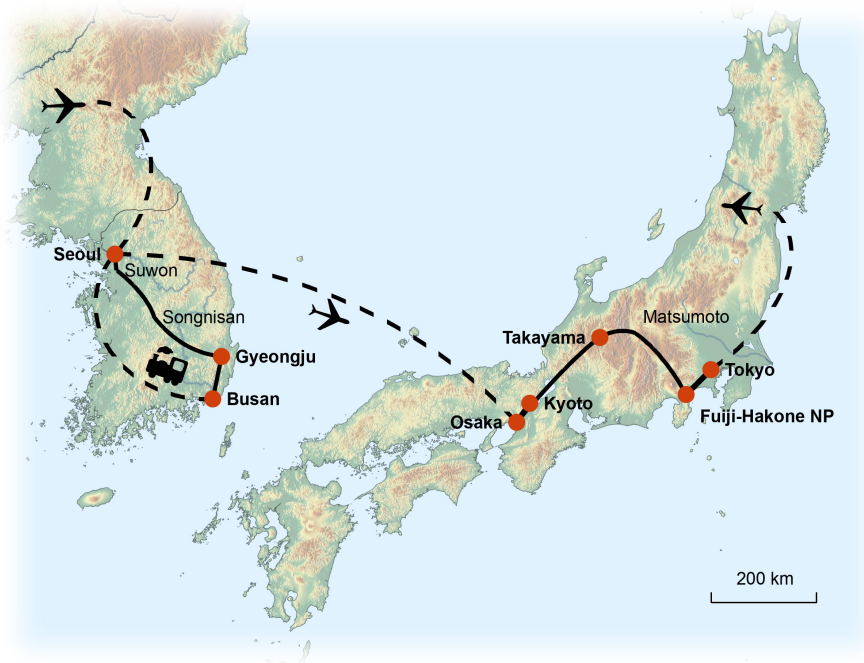 Seoul
Suwon
Songnisan
Gyeongju
Busan
Takayama
Matsumoto
Tokyo
Kyoto
Osaka
Fuiji-Hakone NP
200 km